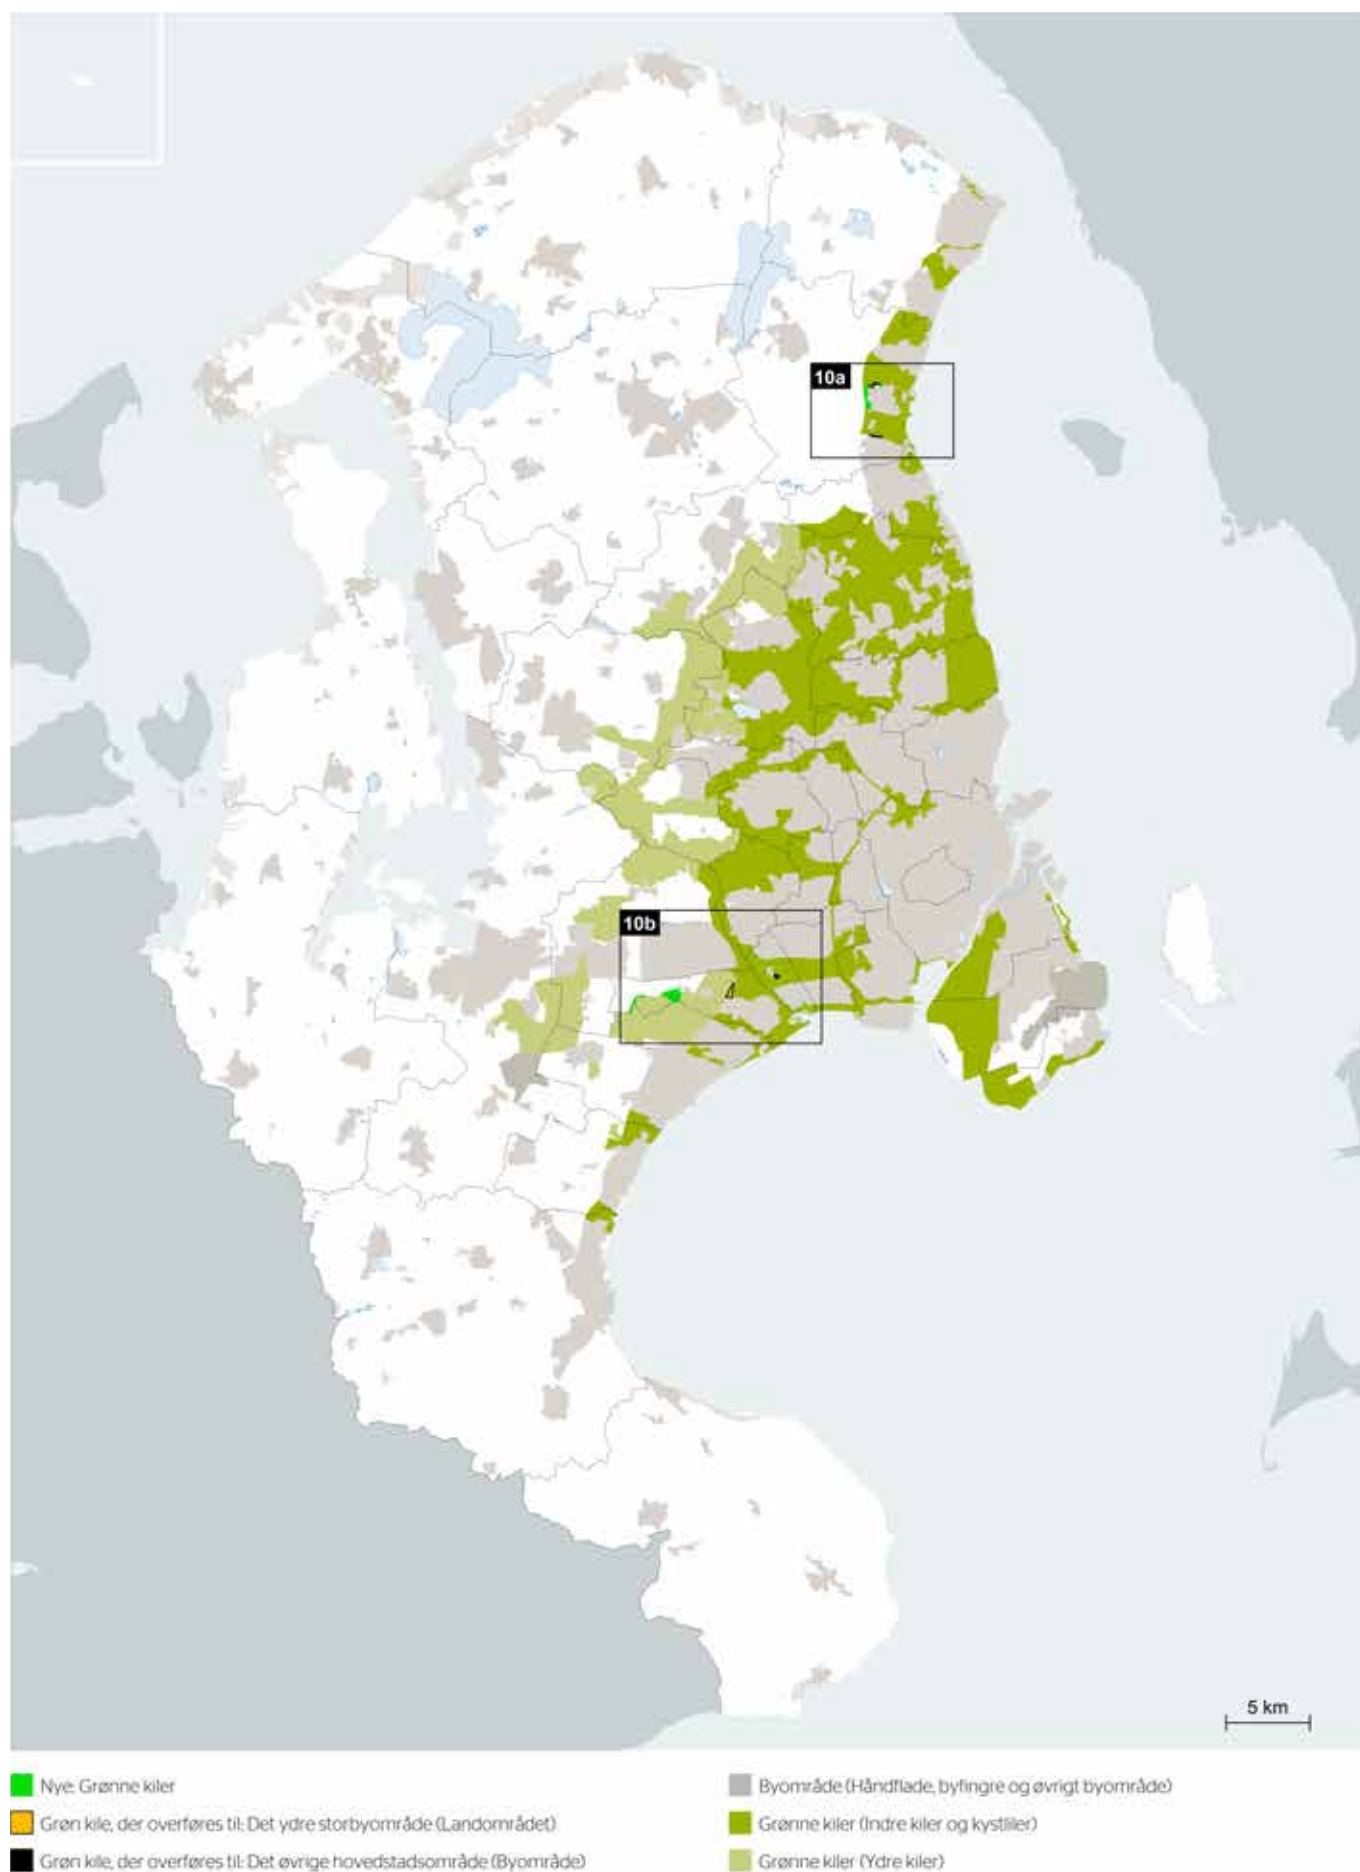 10a
10b
5 km
Nye: Grønne kiler
Grøn kile, der overføres til: Det ydre storbyområde (Landområdet)
Grøn kile, der overføres til: Det øvrige hovedstadsområde (Byområde)
Byområde (Håndflade, byfingre og øvrigt byområde)
Grønne kiler (Indre kiler og kystkiler)
Grønne kiler (Ydre kiler)